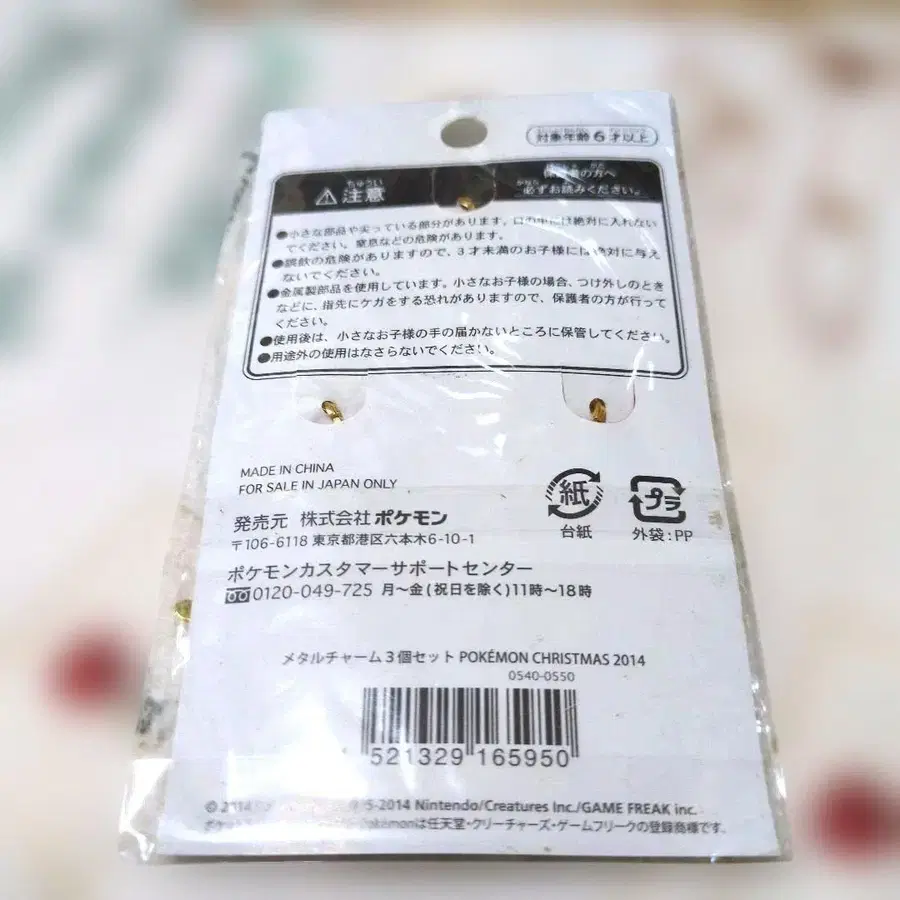 対象年齢6才以上
ちゅうい
⚠注意
保護者の方へ
必ずお読みください。
●小さな部品や尖っている部分があります。口の中には絶対に入れない
でください。窒息などの危険があります。
●誤飲の危険がありますので、3才未満のお子様には絶対に与え
ないでください。
●金属製部品を使用しています。小さなお子様の場合、つけ外しのとき
などに、指先にケガをする恐れがありますので、保護者の方が行って
ください。
●使用後は、小さなお子様の手の届かないところに保管してください。
●用途外の使用はなさらないでください。
MADE IN CHINA
FOR SALE IN JAPAN ONLY
紙
台紙
プラ
外袋:PP
発売元 株式会社ポケモン
〒106-6118 東京都港区六本木6-10-1
ポケモンカスタマーサポートセンター
0120-049-725 月~金(祝日を除く)11時~18時
メタルチャーム3個セット POKÉMON CHRISTMAS 2014
0540-0550
521329 165950
© 2014 5-2014 Nintendo/Creatures Inc./GAME FREAK inc.
Pokémonは任天堂・クリーチャーズ・ゲームフリークの登録商標です。